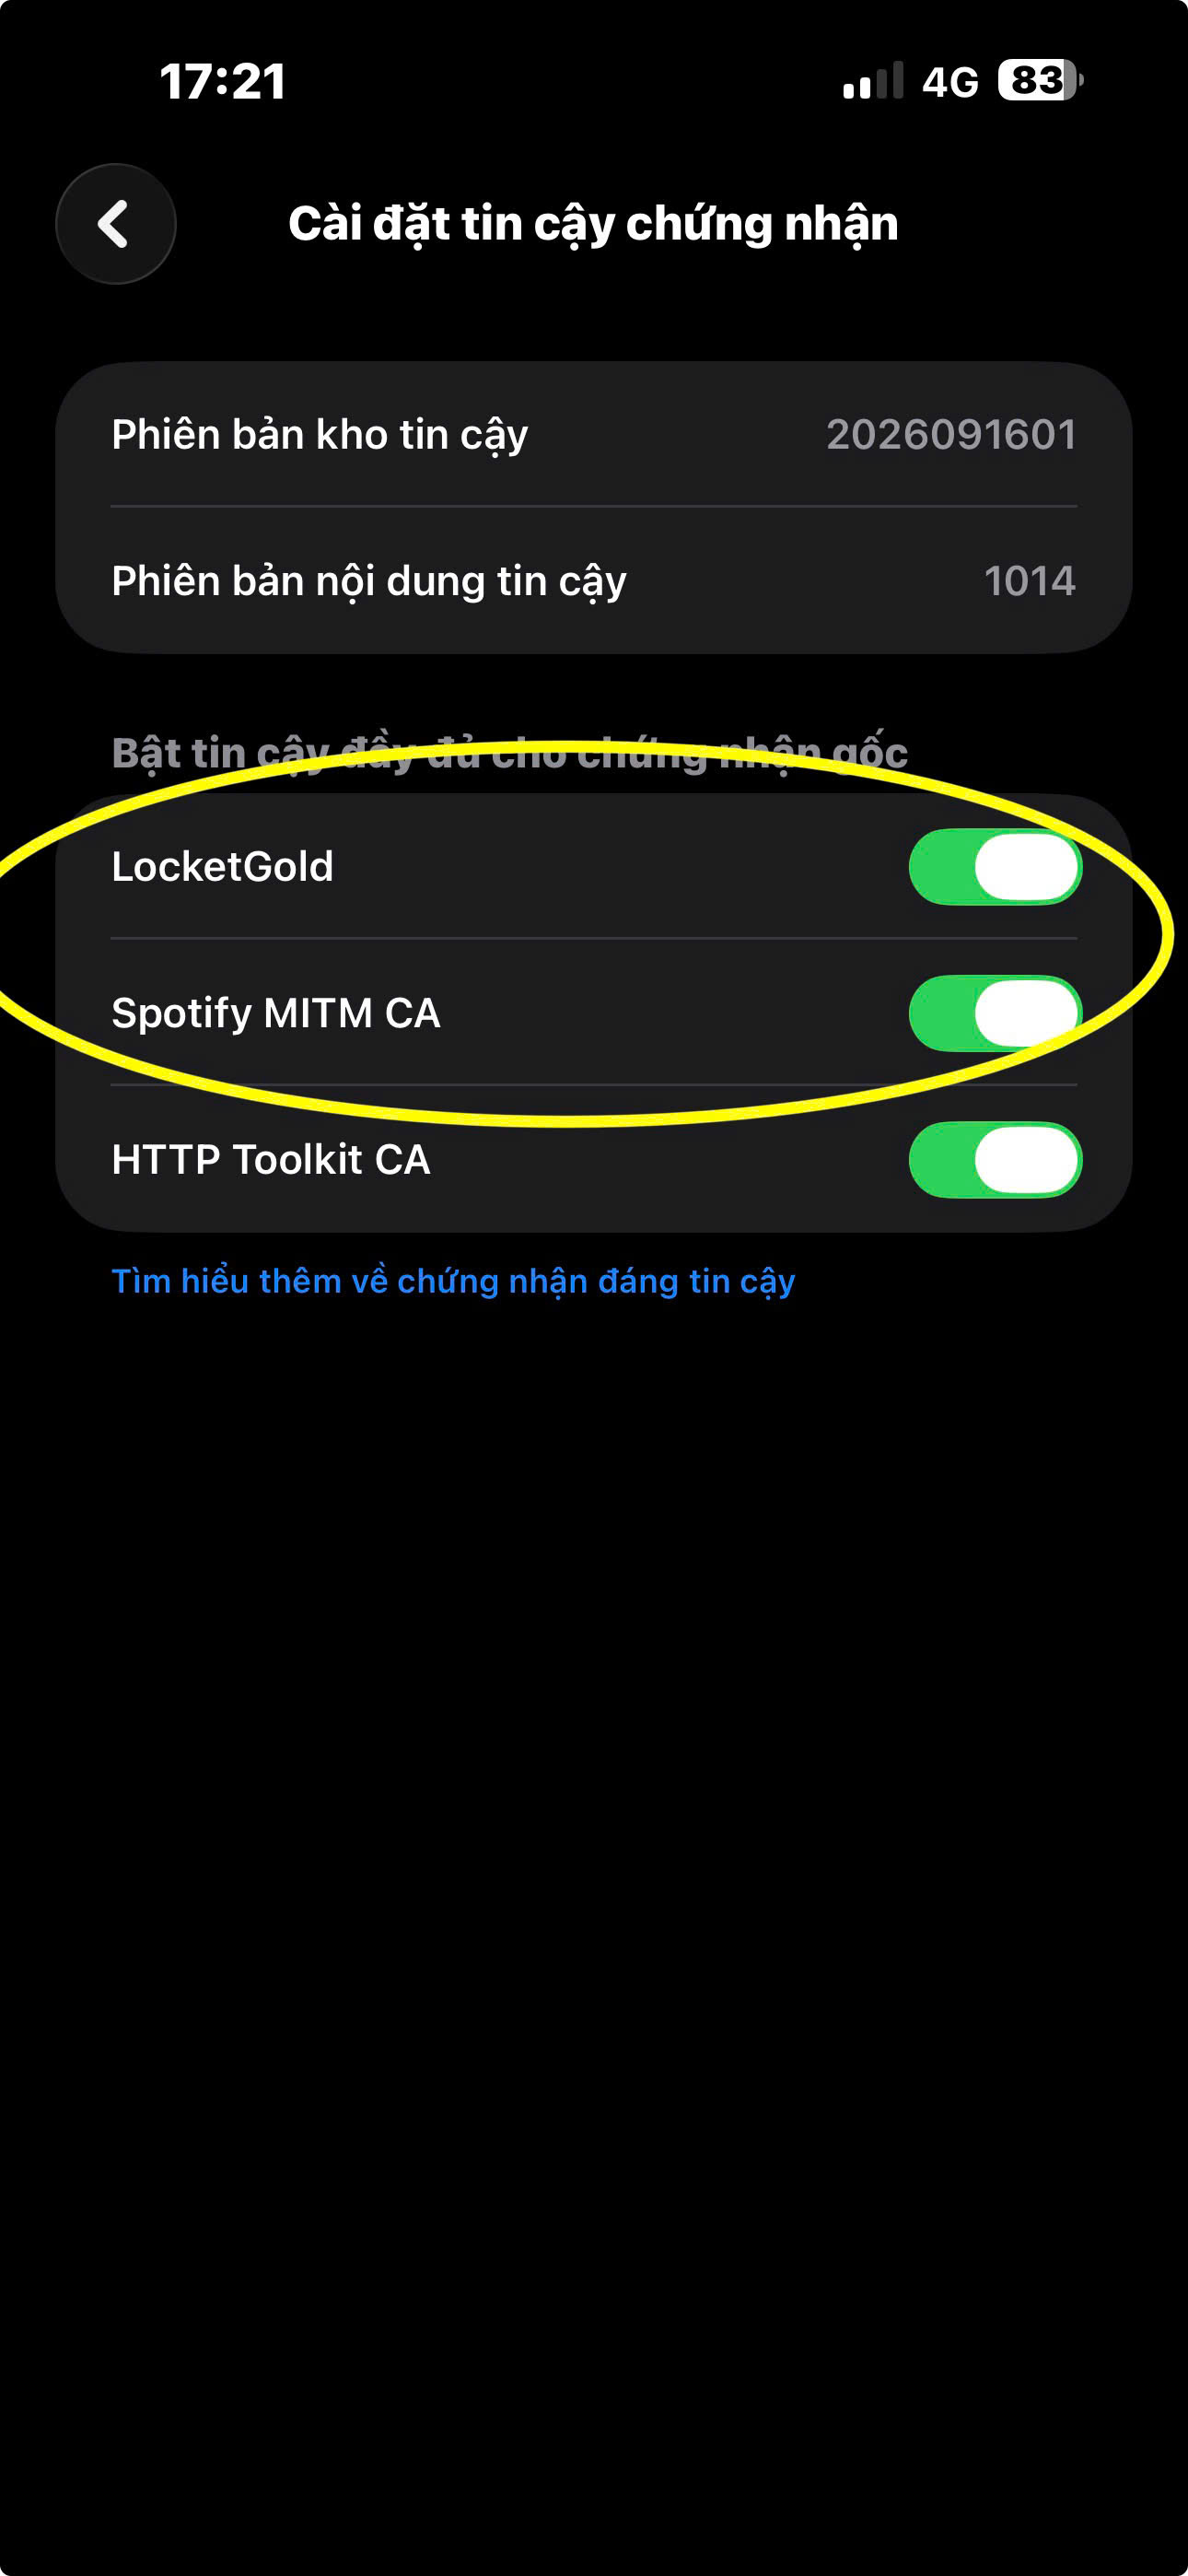 17:21
4G 83
Cài đặt tin cậy chứng nhận
Phiên bản kho tin cậy 2026091601
Phiên bản nội dung tin cậy 1014
Bật tin cậy đầy đủ cho chứng nhận gốc
LocketGold
Spotify MITM CA
HTTP Toolkit CA
Tìm hiểu thêm về chứng nhận đáng tin cậy